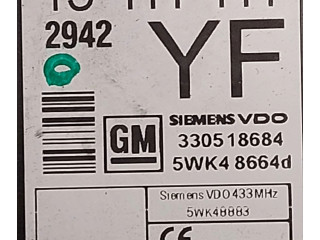 2942
YF
SIEMENS VDO
GM
330518684
5WK4 8664d
Siemens VDO 433MHz
5WK48883
CE